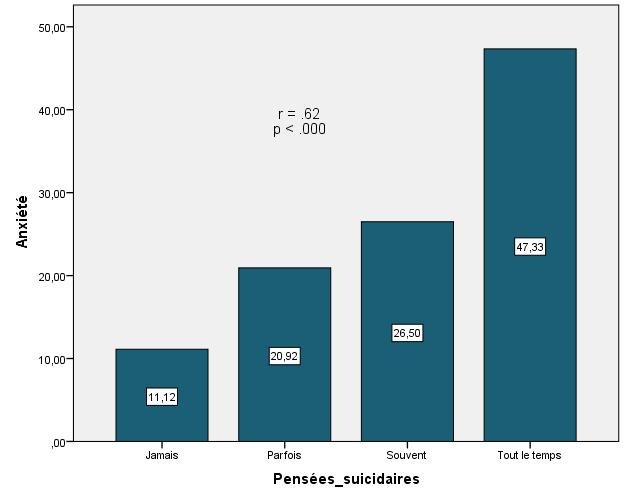 50,00
40,00
30,00
20,00
10,00
,00
Anxiété
r = .62
p < .000
11,12
20,92
26,50
47,33
Jamais
Parfois
Souvent
Tout le temps
Pensées_suicidaires